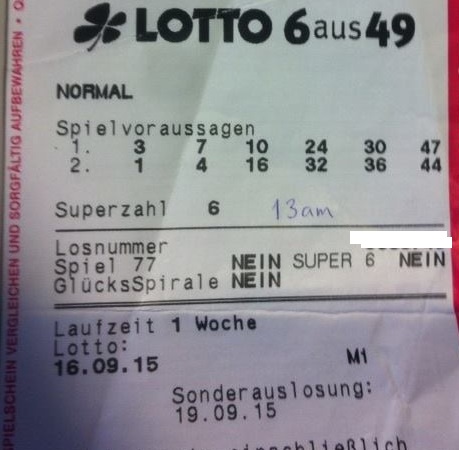 LOTTO 6aus49
NORMAL
Spielvoraussagen
1. 3 7 10 24 30 47
2. 1 4 16 32 36 44
Superzahl 6 13am
Losnummer
Spiel 77 NEIN SUPER 6 NEIN
GlücksSpirale NEIN
Laufzeit 1 Woche
Lotto:
16.09.15 M1
Sonderauslosung:
19.09.15
einschließlich
PIELSCHEIN VERGLEICHEN UND SORGFÄLTIG AUFBEWAHREN •